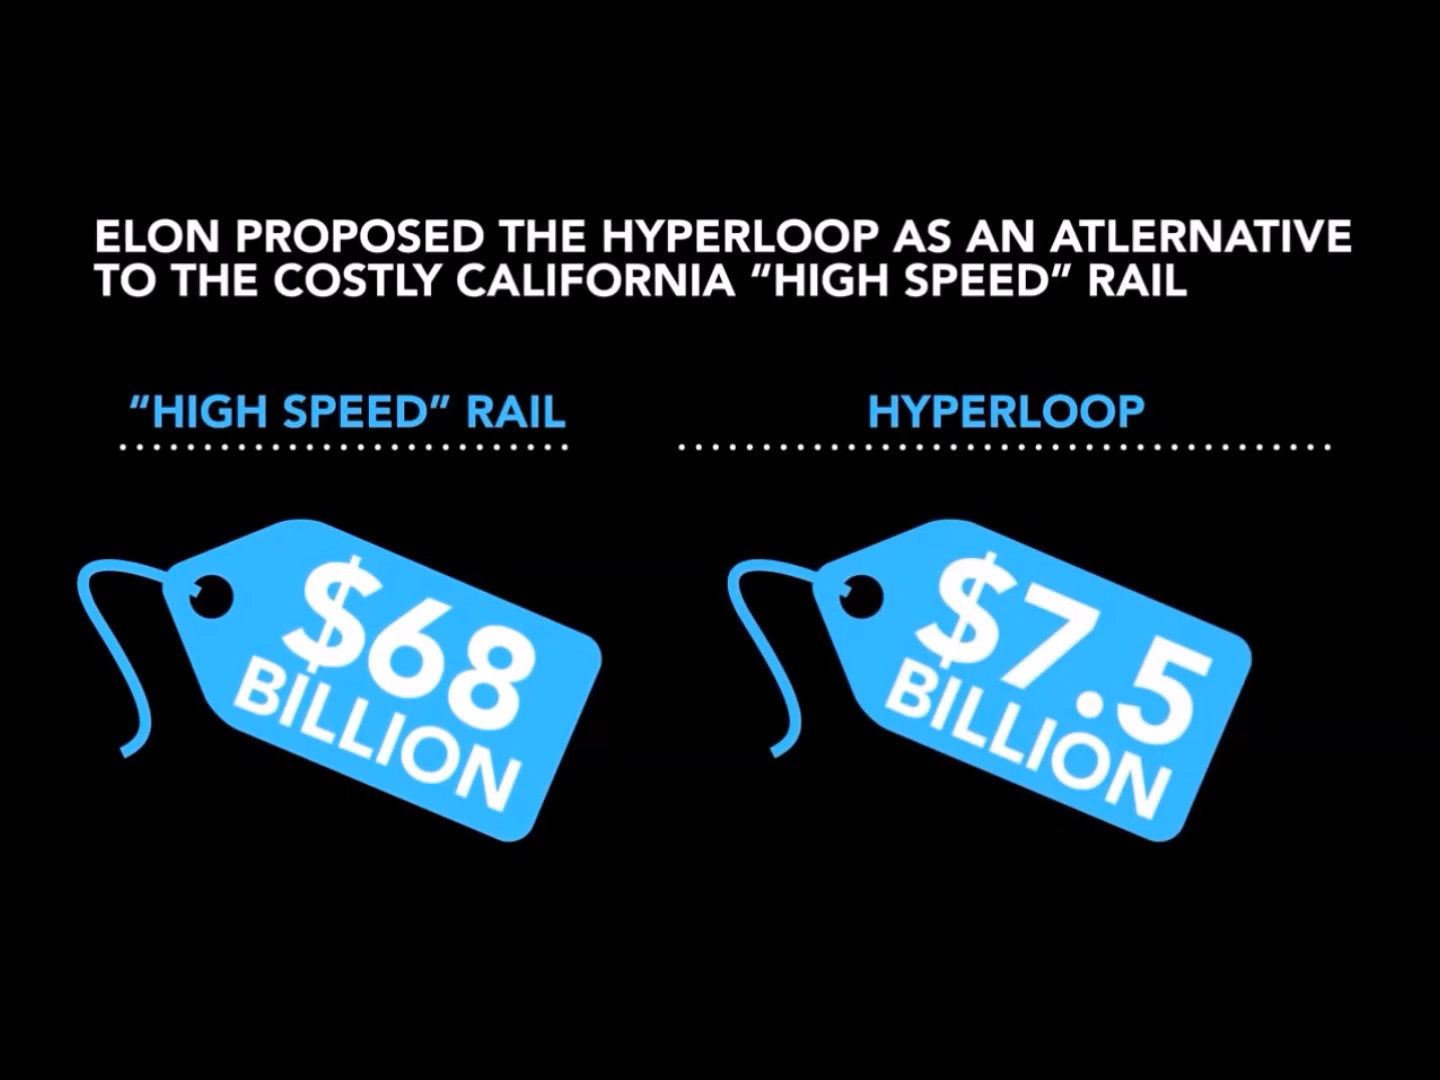 ELON PROPOSED THE HYPERLOOP AS AN ATLERNATIVE
TO THE COSTLY CALIFORNIA “HIGH SPEED” RAIL
“HIGH SPEED” RAIL
HYPERLOOP
$68
BILLION
$7.5
BILLION